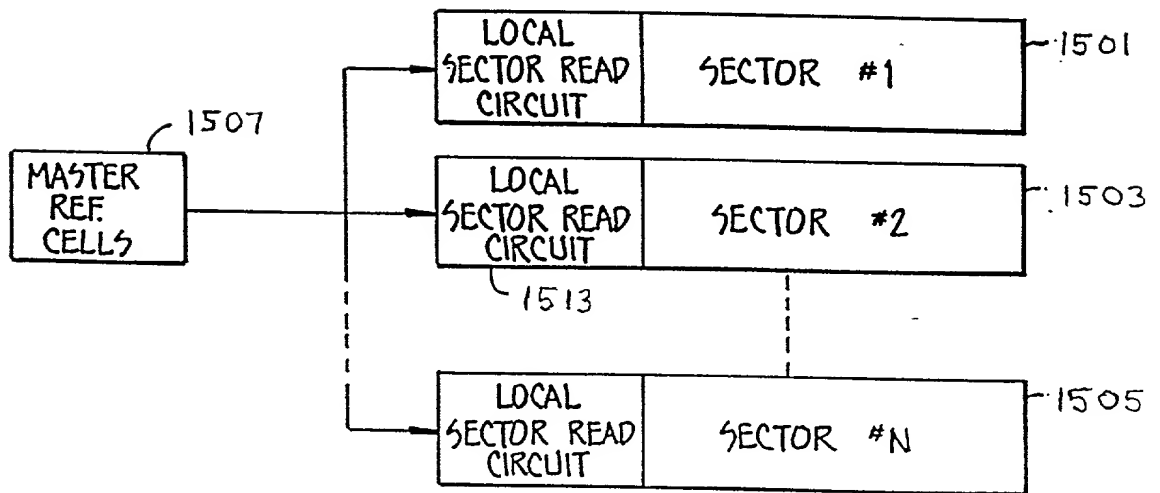 LOCAL
SECTOR READ
CIRCUIT
SECTOR #1
1501
1507
MASTER
REF.
CELLS
LOCAL
SECTOR READ
CIRCUIT
SECTOR #2
1503
1513
LOCAL
SECTOR READ
CIRCUIT
SECTOR #N
1505